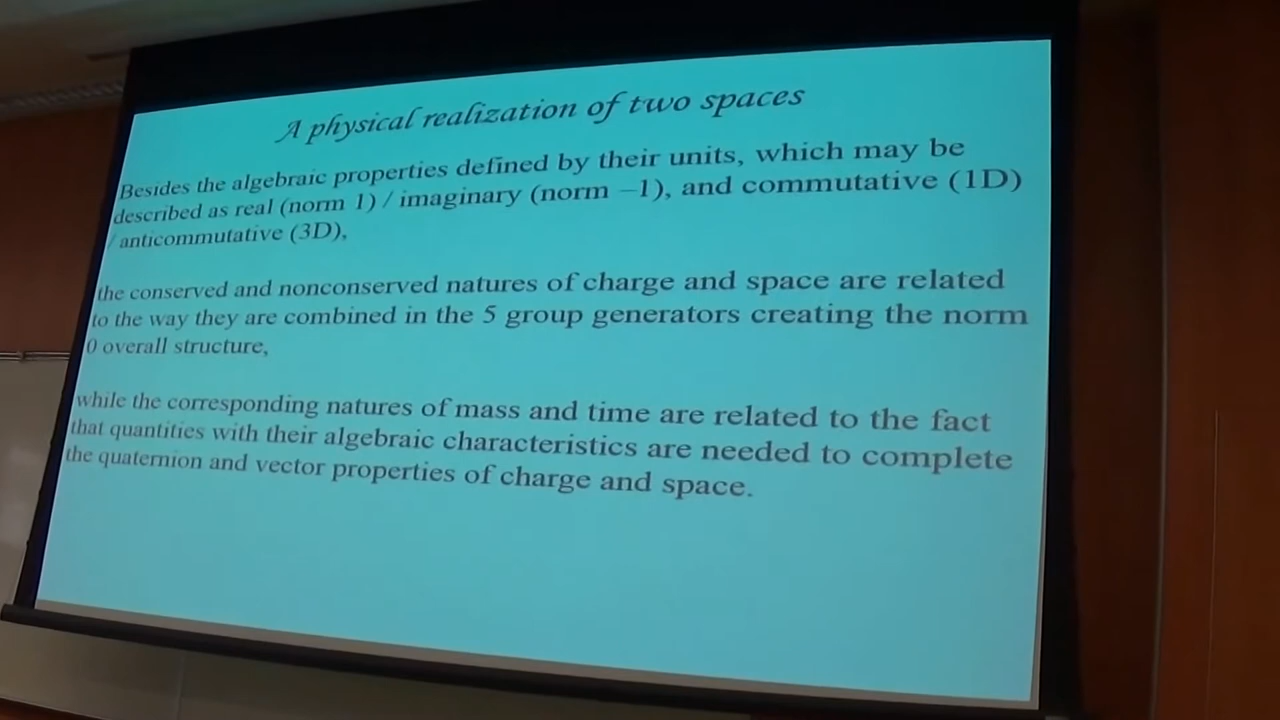 A physical realization of two spaces
Besides the algebraic properties defined by their units, which may be
described as real (norm 1) / imaginary (norm –1), and commutative (1D)
/ anticommutative (3D),
the conserved and nonconserved natures of charge and space are related
to the way they are combined in the 5 group generators creating the norm
0 overall structure,
while the corresponding natures of mass and time are related to the fact
that quantities with their algebraic characteristics are needed to complete
the quaternion and vector properties of charge and space.